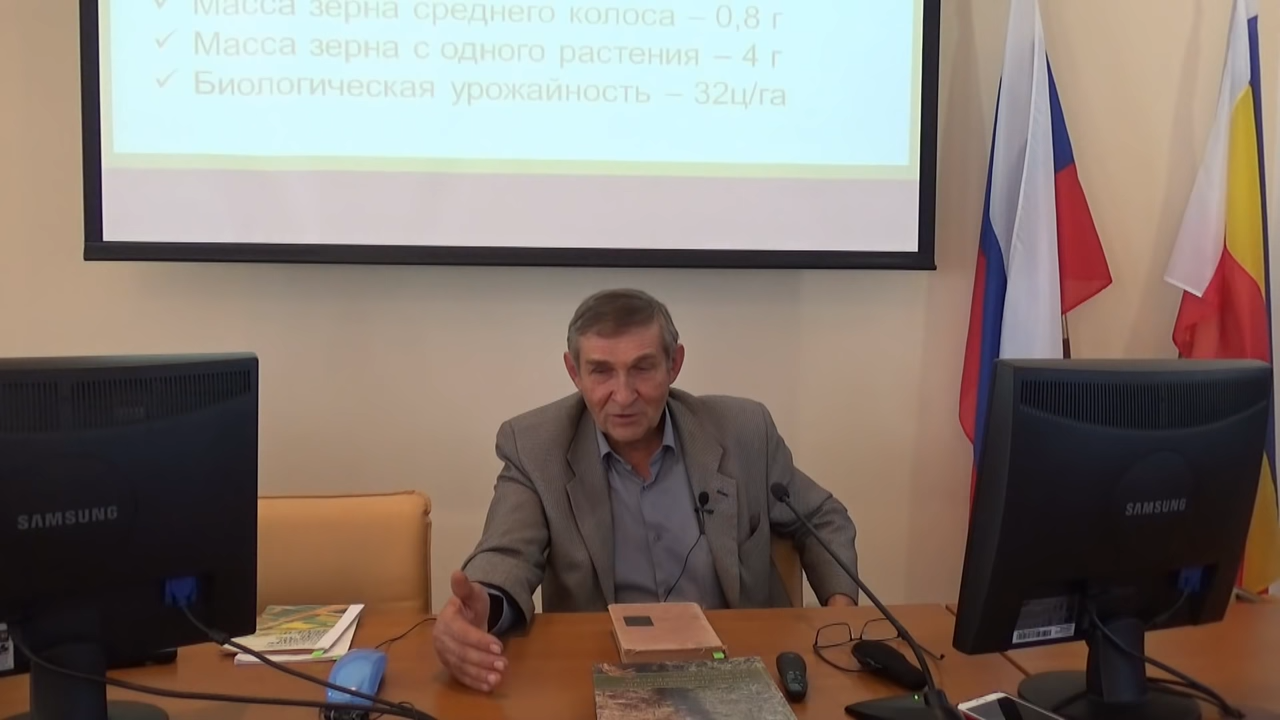 Масса зерна среднего колоса – 0,8 г
✓ Масса зерна с одного растения – 4 г
✓ Биологическая урожайность – 32ц/га
SAMSUNG
SAMSUNG